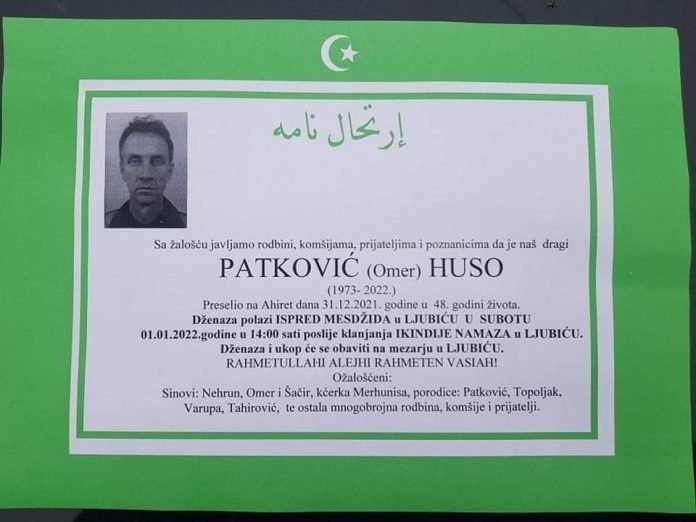 إرتحال نامه
Sa žalošću javljamo rodbini, komšijama, prijateljima i poznanicima da je naš dragi
PATKOVIĆ (Omer) HUSO
(1973- 2022.)
Preselio na Ahiret dana 31.12.2021. godine u 48. godini života.
Dženaza polazi ISPRED MESDŽIDA u LJUBIĆU U SUBOTU
01.01.2022.godine u 14:00 sati poslije klanjanja IKINDIJE NAMAZA u LJUBIĆU.
Dženaza i ukop će se obaviti na mezarju u LJUBIĆU.
RAHMETULLAHI ALEJHI RAHMETEN VASIAH!
Ožalošćeni:
Sinovi: Nehrun, Omer i Šačir, kćerka Merhunisa, porodice: Patković, Topoljak,
Varupa, Tahirović, te ostala mnogobrojna rodbina, komšije i prijatelji.